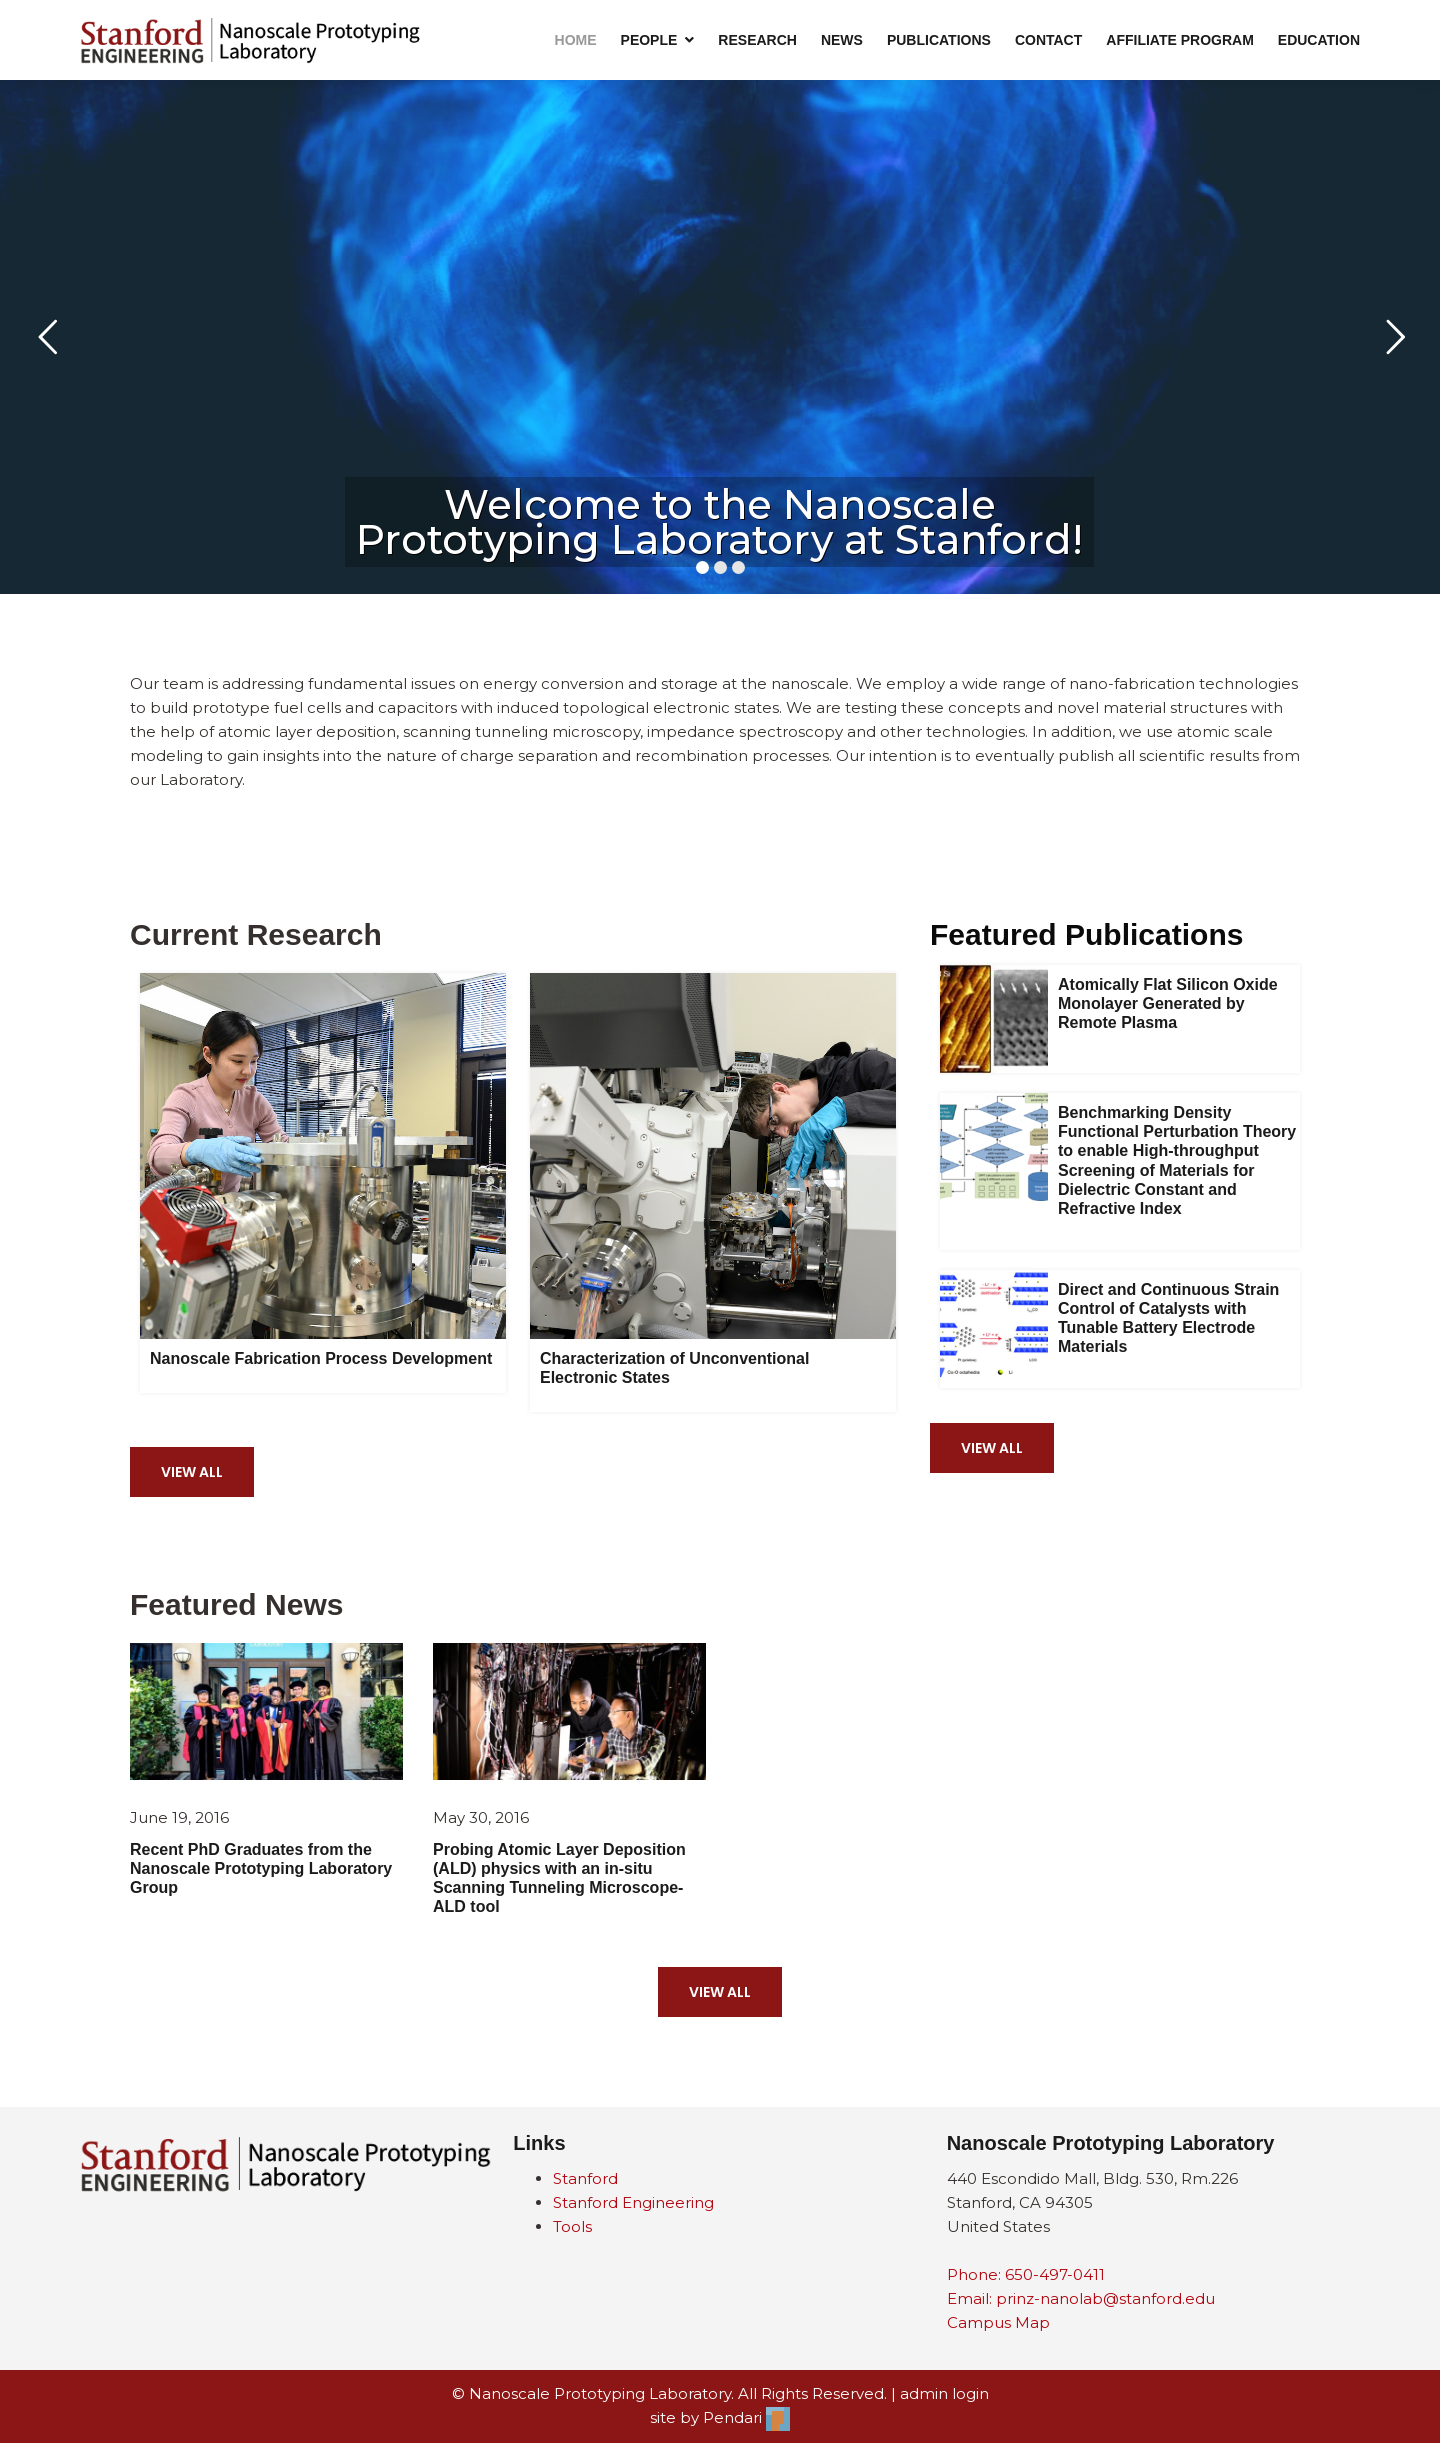 Stanford
ENGINEERING
Nanoscale Prototyping
Laboratory
HOME
PEOPLE
RESEARCH
NEWS
PUBLICATIONS
CONTACT
AFFILIATE PROGRAM
EDUCATION
Welcome to the Nanoscale
Prototyping Laboratory at Stanford!
Our team is addressing fundamental issues on energy conversion and storage at the nanoscale. We employ a wide range of nano-fabrication technologies
to build prototype fuel cells and capacitors with induced topological electronic states. We are testing these concepts and novel material structures with
the help of atomic layer deposition, scanning tunneling microscopy, impedance spectroscopy and other technologies. In addition, we use atomic scale
modeling to gain insights into the nature of charge separation and recombination processes. Our intention is to eventually publish all scientific results from
our Laboratory.
Current Research
Nanoscale Fabrication Process Development
Characterization of Unconventional
Electronic States
VIEW ALL
Featured Publications
Atomically Flat Silicon Oxide
Monolayer Generated by
Remote Plasma
Benchmarking Density
Functional Perturbation Theory
to enable High-throughput
Screening of Materials for
Dielectric Constant and
Refractive Index
Direct and Continuous Strain
Control of Catalysts with
Tunable Battery Electrode
Materials
VIEW ALL
Featured News
June 19, 2016
Recent PhD Graduates from the
Nanoscale Prototyping Laboratory
Group
May 30, 2016
Probing Atomic Layer Deposition
(ALD) physics with an in-situ
Scanning Tunneling Microscope-
ALD tool
VIEW ALL
Stanford
ENGINEERING
Nanoscale Prototyping
Laboratory
Links
Stanford
Stanford Engineering
Tools
Nanoscale Prototyping Laboratory
440 Escondido Mall, Bldg. 530, Rm.226
Stanford, CA 94305
United States
Phone: 650-497-0411
Email: prinz-nanolab@stanford.edu
Campus Map
© Nanoscale Prototyping Laboratory. All Rights Reserved. | admin login
site by Pendari